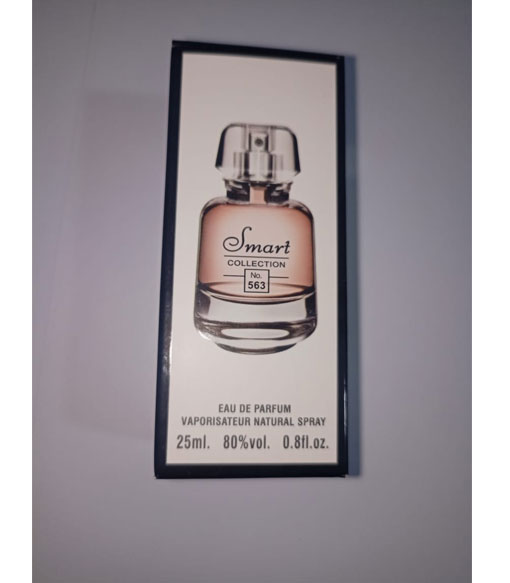 Smart
COLLECTION
No.
563
EAU DE PARFUM
VAPORISATEUR NATURAL SPRAY
25ml. 80%vol. 0.8fl.oz.